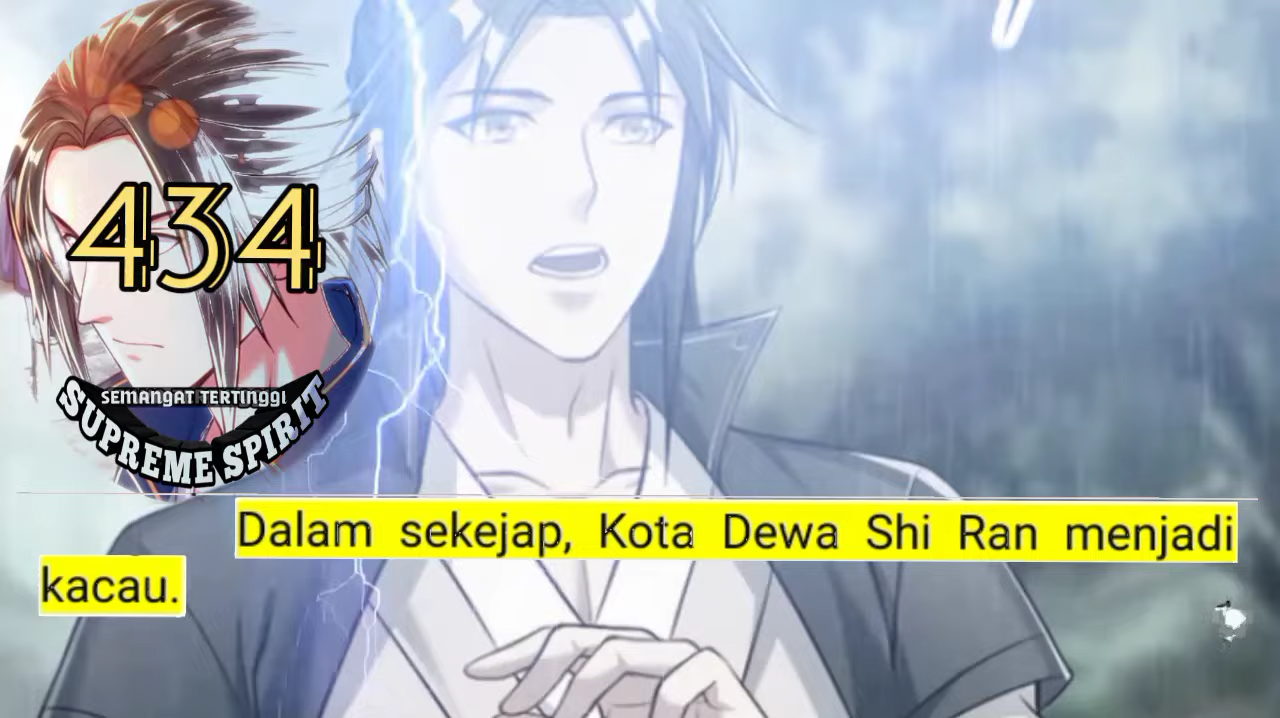 434
SEMANGAT TERTINGGI
SUPREME SPIRIT
Dalam sekejap, Kota Dewa Shi Ran menjadi
kacau.